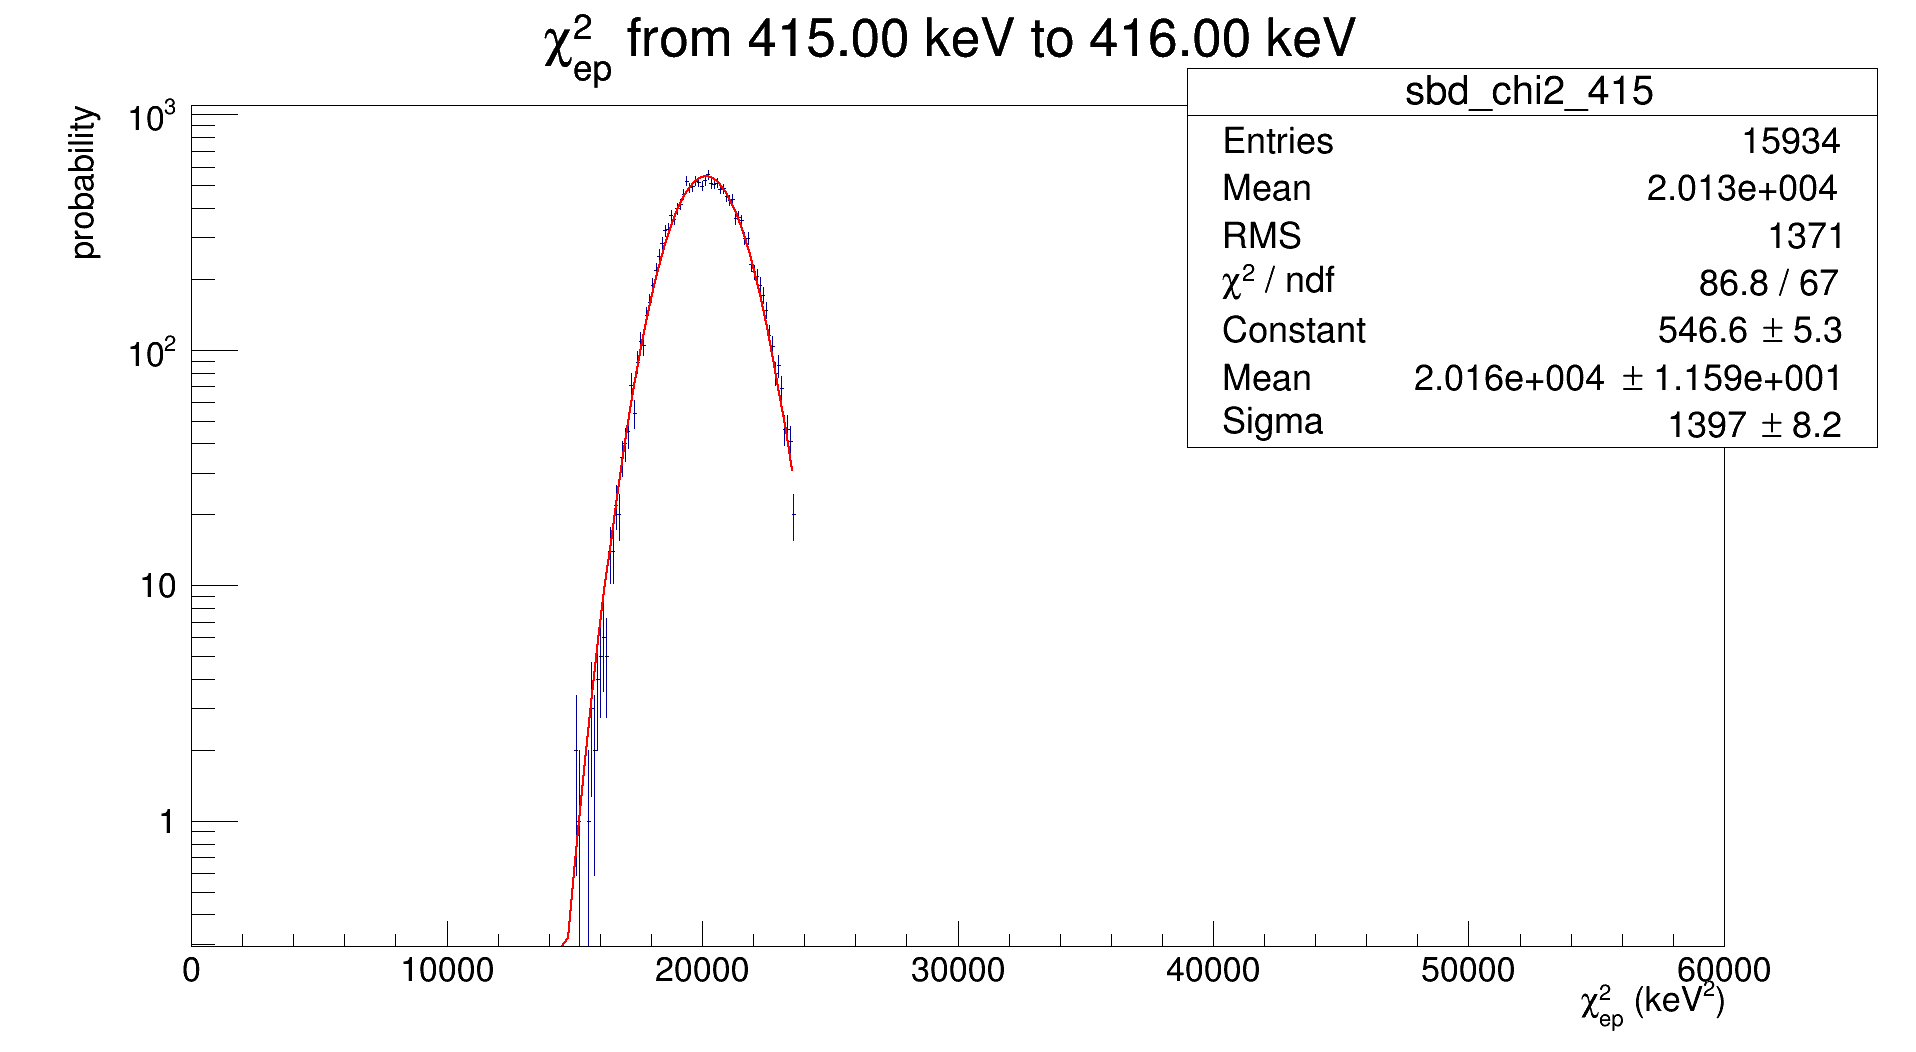 χ²ep from 415.00 keV to 416.00 keV
sbd_chi2_415
Entries 15934
Mean 2.013e+004
RMS 1371
χ² / ndf 86.8 / 67
Constant 546.6 ± 5.3
Mean 2.016e+004 ± 1.159e+001
Sigma 1397 ± 8.2
probability
10³
10²
10
1
0 10000 20000 30000 40000 50000 60000
χ²ep (keV²)